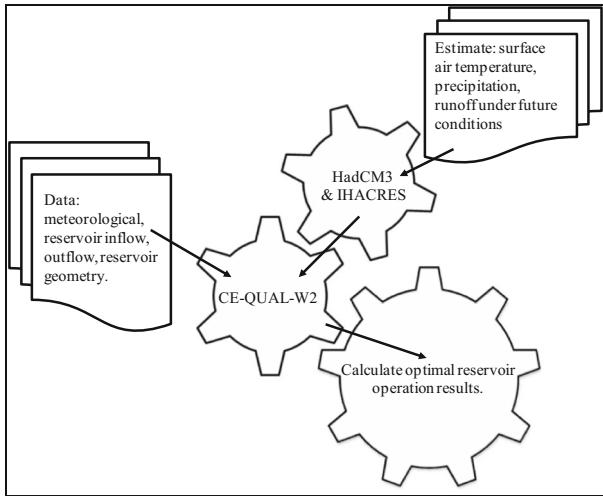 Estimate: surface
air temperature,
precipitation,
runoff under future
conditions
HadCM3
& IHACRES
Data:
meteorological,
reservoir inflow,
outflow, reservoir
geometry.
CE-QUAL-W2
Calculate optimal reservoir
operation results.